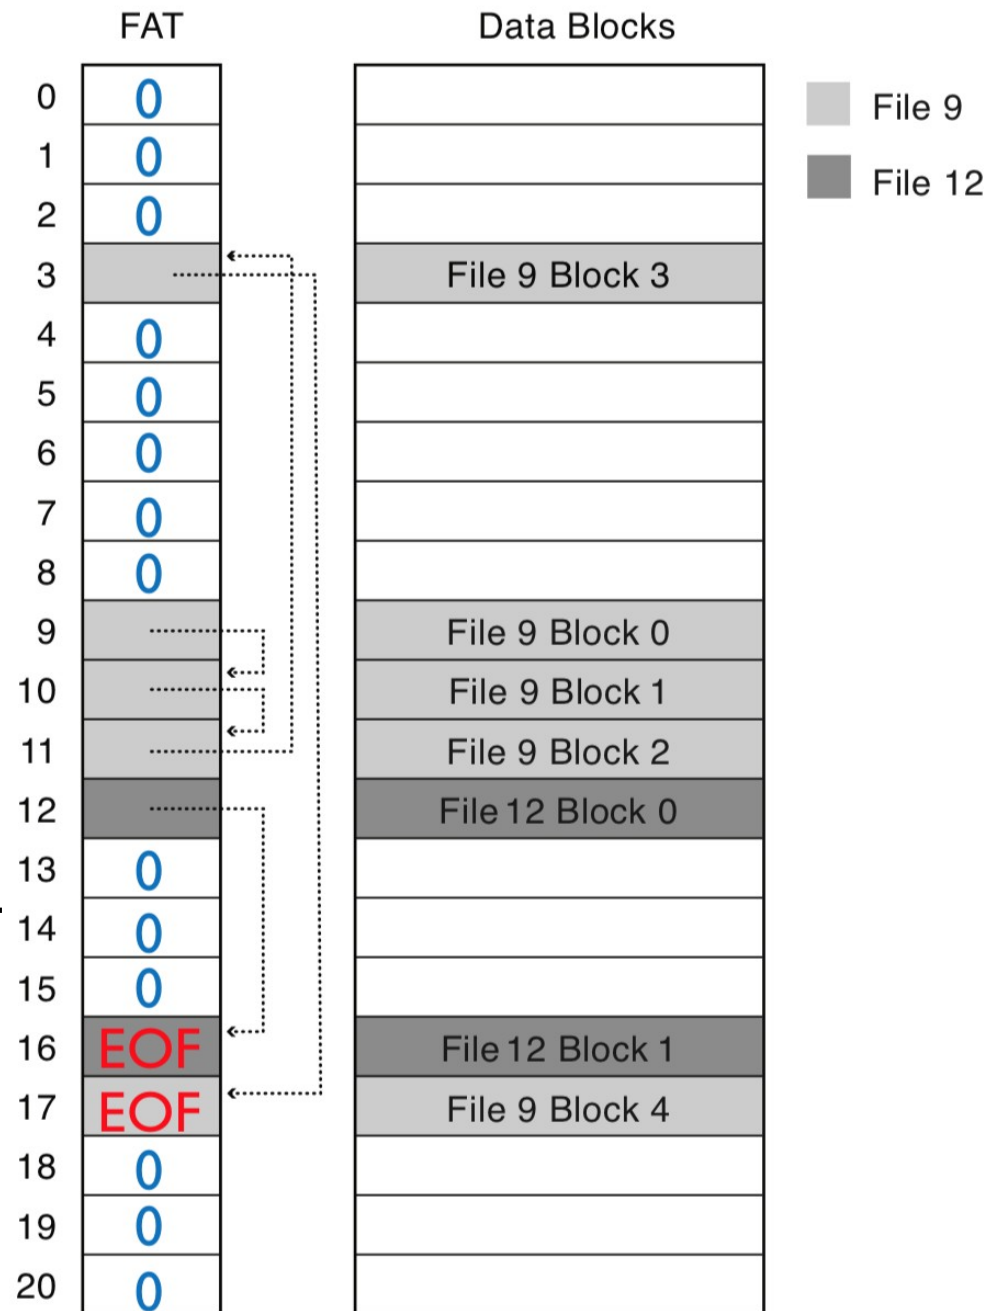 FAT Data Blocks
0 0
File 9
1 0
File 12
2 0
3 File 9 Block 3
4 0
5 0
6 0
7 0
8 0
9 File 9 Block 0
10 File 9 Block 1
11 File 9 Block 2
12 File 12 Block 0
13 0
14 0
15 0
16 EOF File 12 Block 1
17 EOF File 9 Block 4
18 0
19 0
20 0